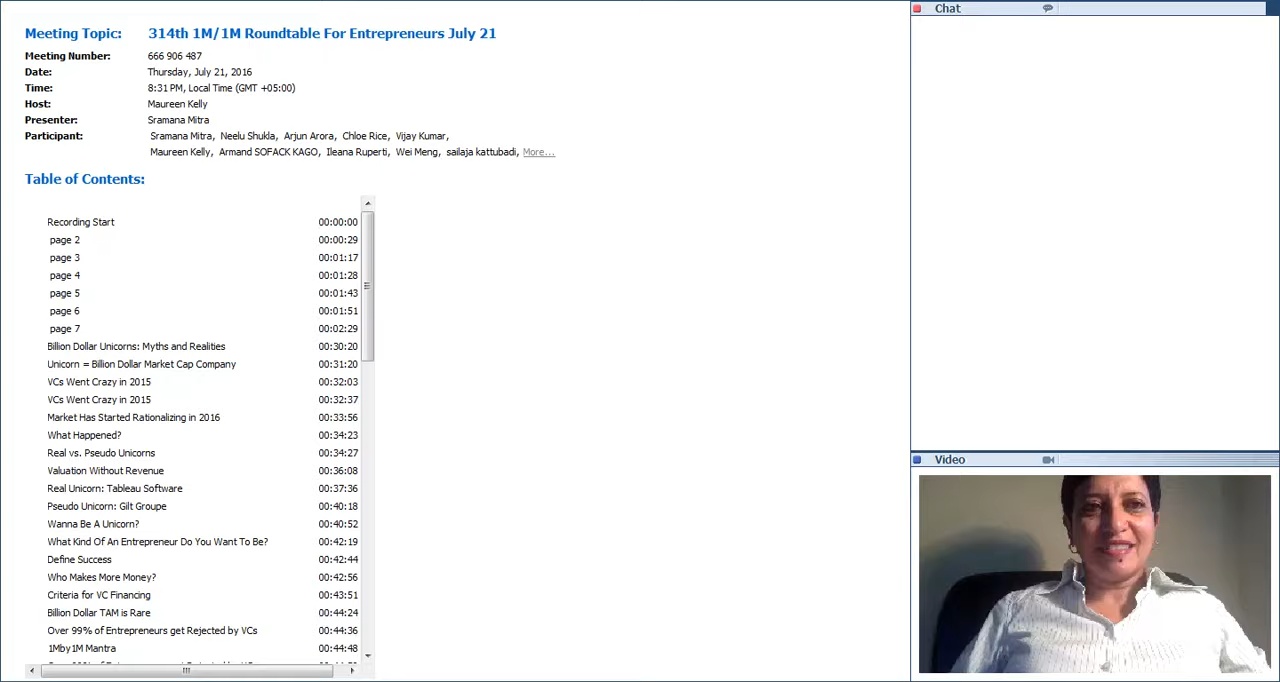 Chat
Meeting Topic: 314th 1M/1M Roundtable For Entrepreneurs July 21
Meeting Number: 666 906 487
Date: Thursday, July 21, 2016
Time: 8:31 PM, Local Time (GMT +05:00)
Host: Maureen Kelly
Presenter: Sramana Mitra
Participant: Sramana Mitra, Neelu Shukla, Arjun Arora, Chloe Rice, Vijay Kumar,
Maureen Kelly, Armand SOFACK KAGO, Ileana Ruperti, Wei Meng, sailaja kattubadi, More...
Table of Contents:
Recording Start 00:00:00
page 2 00:00:29
page 3 00:01:17
page 4 00:01:28
page 5 00:01:43
page 6 00:01:51
page 7 00:02:29
Billion Dollar Unicorns: Myths and Realities 00:30:20
Unicorn = Billion Dollar Market Cap Company 00:31:20
VCs Went Crazy in 2015 00:32:03
VCs Went Crazy in 2015 00:32:37
Market Has Started Rationalizing in 2016 00:33:56
What Happened? 00:34:23
Real vs. Pseudo Unicorns 00:34:27
Valuation Without Revenue 00:36:08
Real Unicorn: Tableau Software 00:37:36
Pseudo Unicorn: Gilt Groupe 00:40:18
Wanna Be A Unicorn? 00:40:52
What Kind Of An Entrepreneur Do You Want To Be? 00:42:19
Define Success 00:42:44
Who Makes More Money? 00:42:56
Criteria for VC Financing 00:43:51
Billion Dollar TAM is Rare 00:44:24
Over 99% of Entrepreneurs get Rejected by VCs 00:44:36
1Mby1M Mantra 00:44:48
Video